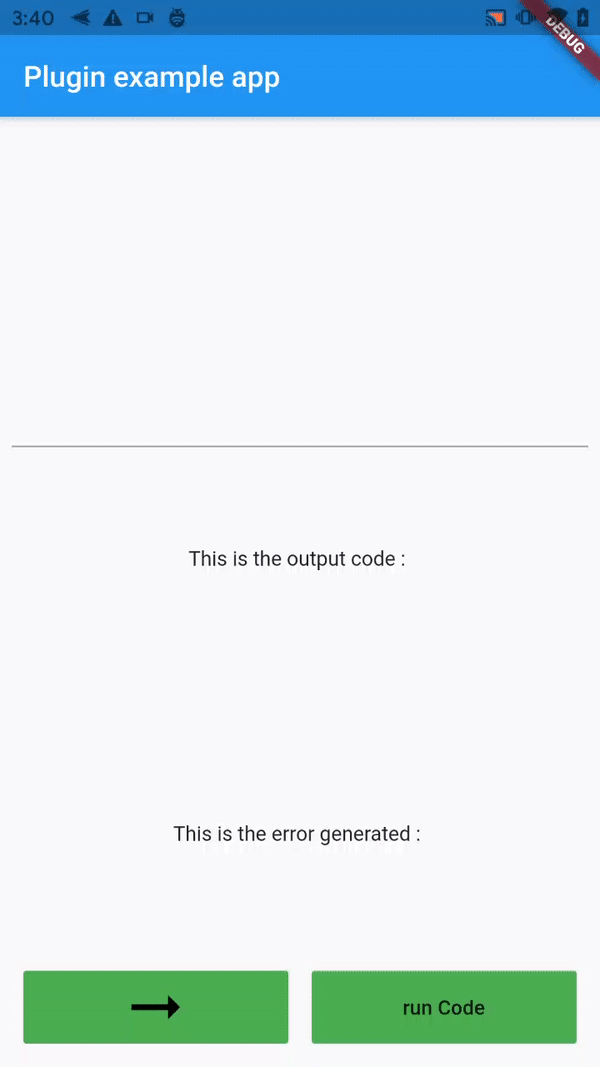 3:40
DEBUG
Plugin example app
This is the output code :
This is the error generated :
run Code